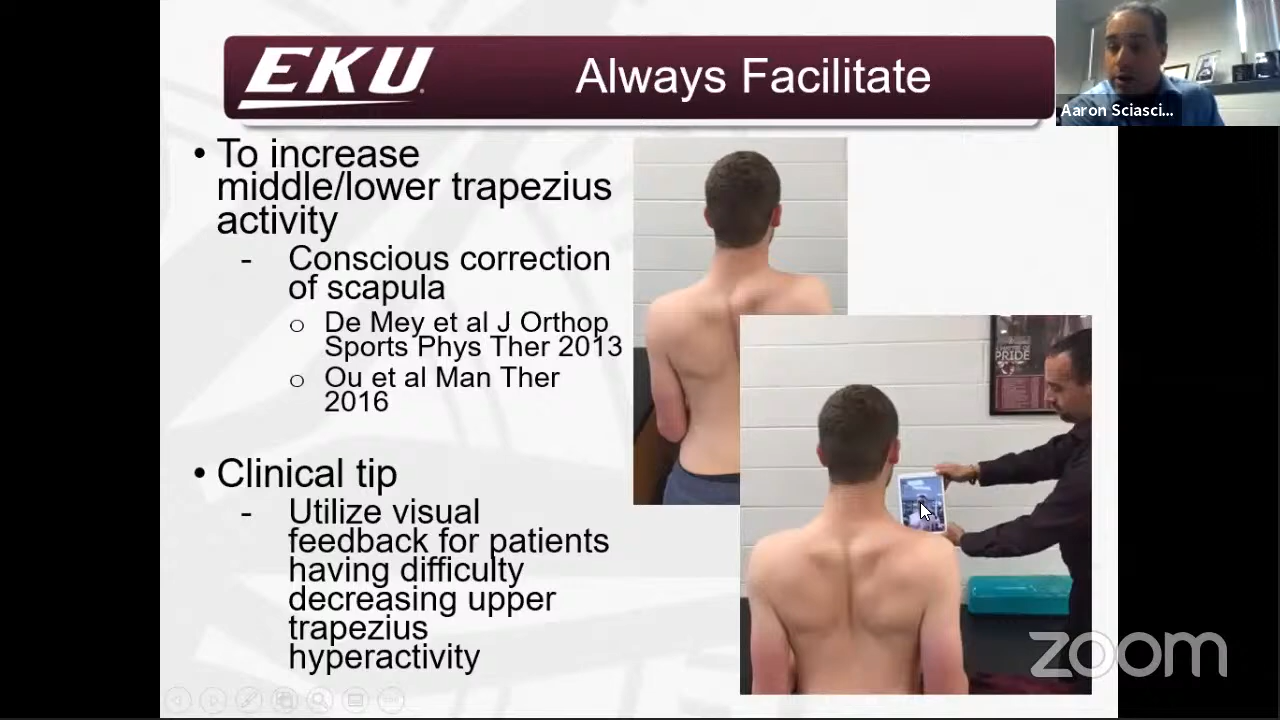 EKU
Always Facilitate
Aaron Sciasci...
• To increase
middle/lower trapezius
activity
- Conscious correction
of scapula
o De Mey et al J Orthop
Sports Phys Ther 2013
o Ou et al Man Ther
2016
• Clinical tip
- Utilize visual
feedback for patients
having difficulty
decreasing upper
trapezius
hyperactivity
PRIDE
zoom